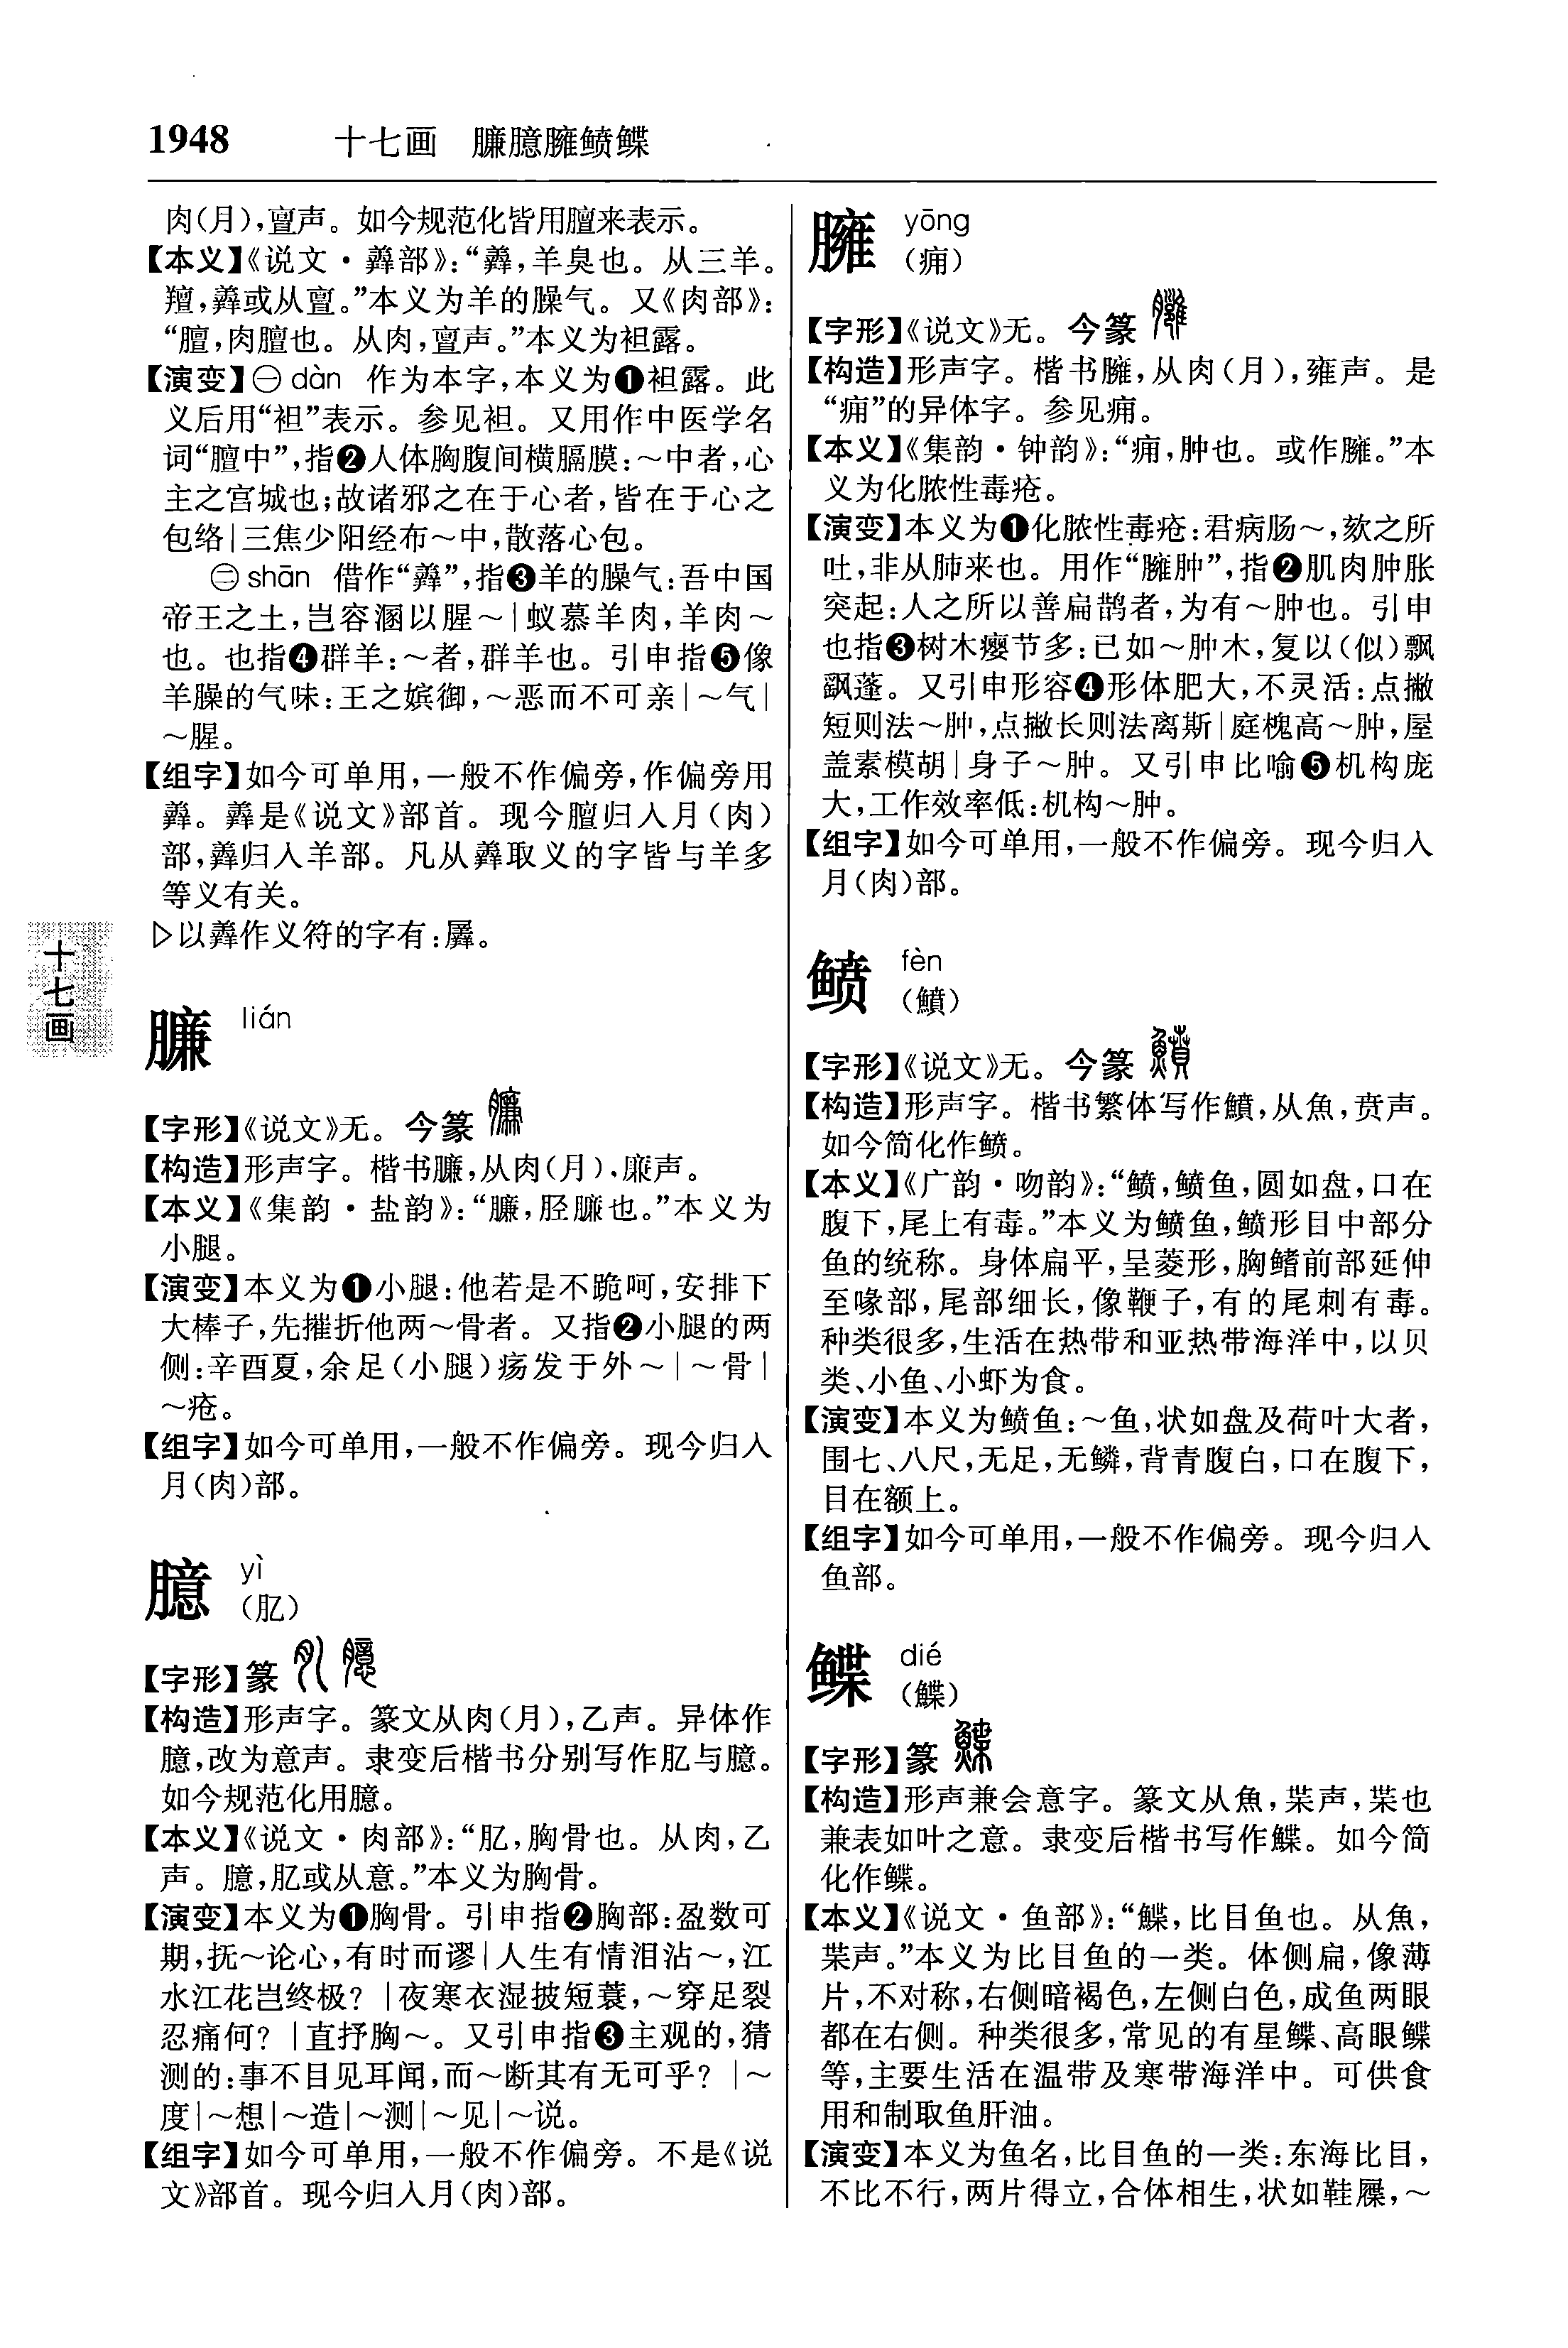 1948 十七画 臁臆臃鲼鲽
肉(月),亶声。如今规范化皆用膻来表示。
【本义】《说文·羴部》:“羴,羊臭也。从三羊。
羶,羴或从亶。”本义为羊的臊气。又《肉部》:
“膻,肉膻也。从肉,亶声。”本义为袒露。
【演变】㊀dàn 作为本字,本义为❶袒露。此
义后用“袒”表示。参见袒。又用作中医学名
词“膻中”,指❷人体胸腹间横膈膜:～中者,心
主之宫城也;故诸邪之在于心者,皆在于心之
包络|三焦少阳经布～中,散落心包。
㊁shān 借作“羴”,指❸羊的臊气:吾中国
帝王之土,岂容溷以腥～|蚁慕羊肉,羊肉～
也。也指❹群羊:～者,群羊也。引申指❺像
羊臊的气味:王之嫔御,～恶而不可亲|～气|
～腥。
【组字】如今可单用,一般不作偏旁,作偏旁用
羴。羴是《说文》部首。现今膻归入月(肉)
部,羴归入羊部。凡从羴取义的字皆与羊多
等义有关。
▷以羴作义符的字有:羼。
十七画
臁 lián
【字形】《说文》无。今篆
【构造】形声字。楷书臁,从肉(月),廉声。
【本义】《集韵·盐韵》:“臁,胫臁也。”本义为
小腿。
【演变】本义为❶小腿:他若是不跪呵,安排下
大棒子,先摧折他两～骨者。又指❷小腿的两
侧:辛酉夏,余足(小腿)疡发于外～|～骨|
～疮。
【组字】如今可单用,一般不作偏旁。现今归入
月(肉)部。
臆 yì
(肊)
【字形】篆
【构造】形声字。篆文从肉(月),乙声。异体作
臆,改为意声。隶变后楷书分别写作肊与臆。
如今规范化用臆。
【本义】《说文·肉部》:“肊,胸骨也。从肉,乙
声。臆,肊或从意。”本义为胸骨。
【演变】本义为❶胸骨。引申指❷胸部:盈数可
期,抚～论心,有时而谬|人生有情泪沾～,江
水江花岂终极?|夜寒衣湿披短蓑,～穿足裂
忍痛何?|直抒胸～。又引申指❸主观的,猜
测的:事不目见耳闻,而～断其有无可乎?|～
度|～想|～造|～测|～见|～说。
【组字】如今可单用,一般不作偏旁。不是《说
文》部首。现今归入月(肉)部。
臃 yōng
(痈)
【字形】《说文》无。今篆
【构造】形声字。楷书臃,从肉(月),雍声。是
“痈”的异体字。参见痈。
【本义】《集韵·钟韵》:“痈,肿也。或作臃。”本
义为化脓性毒疮。
【演变】本义为❶化脓性毒疮:君病肠～,欬之所
吐,非从肺来也。用作“臃肿”,指❷肌肉肿胀
突起:人之所以善扁鹊者,为有～肿也。引申
也指❸树木瘿节多:已如～肿木,复以(似)飘
飖蓬。又引申形容❹形体肥大,不灵活:点撇
短则法～肿,点撇长则法离斯|庭槐高～肿,屋
盖素模胡|身子～肿。又引申比喻❺机构庞
大,工作效率低:机构～肿。
【组字】如今可单用,一般不作偏旁。现今归入
月(肉)部。
鲼 fèn
(鱝)
【字形】《说文》无。今篆
【构造】形声字。楷书繁体写作鱝,从魚,贲声。
如今简化作鲼。
【本义】《广韵·吻韵》:“鲼,鲼鱼,圆如盘,口在
腹下,尾上有毒。”本义为鲼鱼,鲼形目中部分
鱼的统称。身体扁平,呈菱形,胸鳍前部延伸
至喙部,尾部细长,像鞭子,有的尾刺有毒。
种类很多,生活在热带和亚热带海洋中,以贝
类、小鱼、小虾为食。
【演变】本义为鲼鱼:～鱼,状如盘及荷叶大者,
围七、八尺,无足,无鳞,背青腹白,口在腹下,
目在额上。
【组字】如今可单用,一般不作偏旁。现今归入
鱼部。
鲽 dié
(鰈)
【字形】篆
【构造】形声兼会意字。篆文从魚,枼声,枼也
兼表如叶之意。隶变后楷书写作鰈。如今简
化作鲽。
【本义】《说文·鱼部》:“鰈,比目鱼也。从魚,
枼声。”本义为比目鱼的一类。体侧扁,像薄
片,不对称,右侧暗褐色,左侧白色,成鱼两眼
都在右侧。种类很多,常见的有星鲽、高眼鲽
等,主要生活在温带及寒带海洋中。可供食
用和制取鱼肝油。
【演变】本义为鱼名,比目鱼的一类:东海比目,
不比不行,两片得立,合体相生,状如鞋屧,～